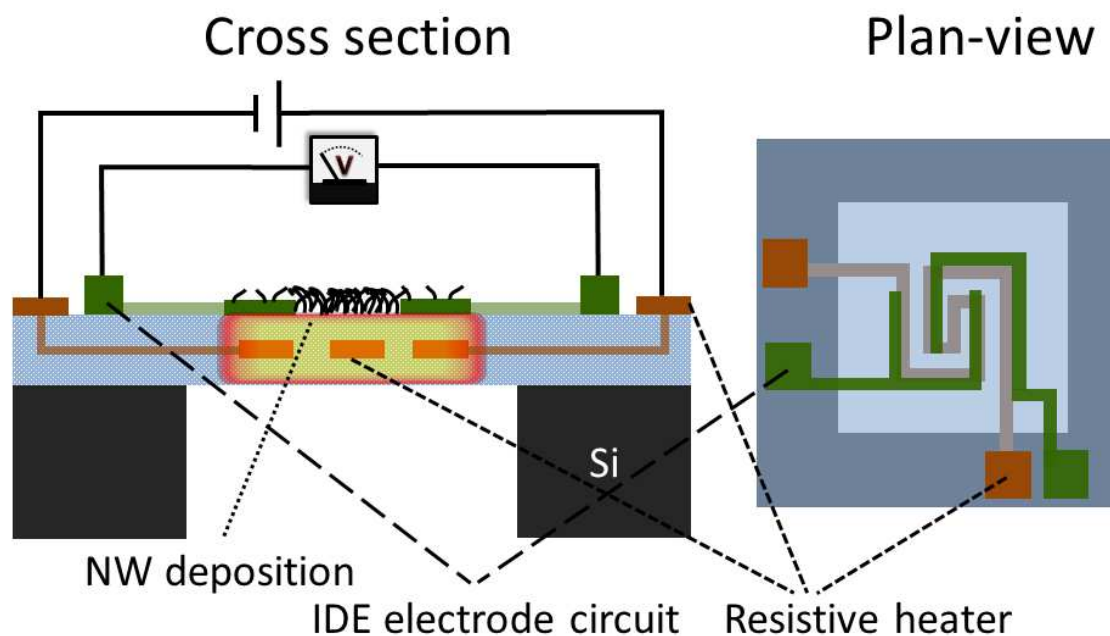 Cross section
Plan-view
V
Si
NW deposition
IDE electrode circuit
Resistive heater